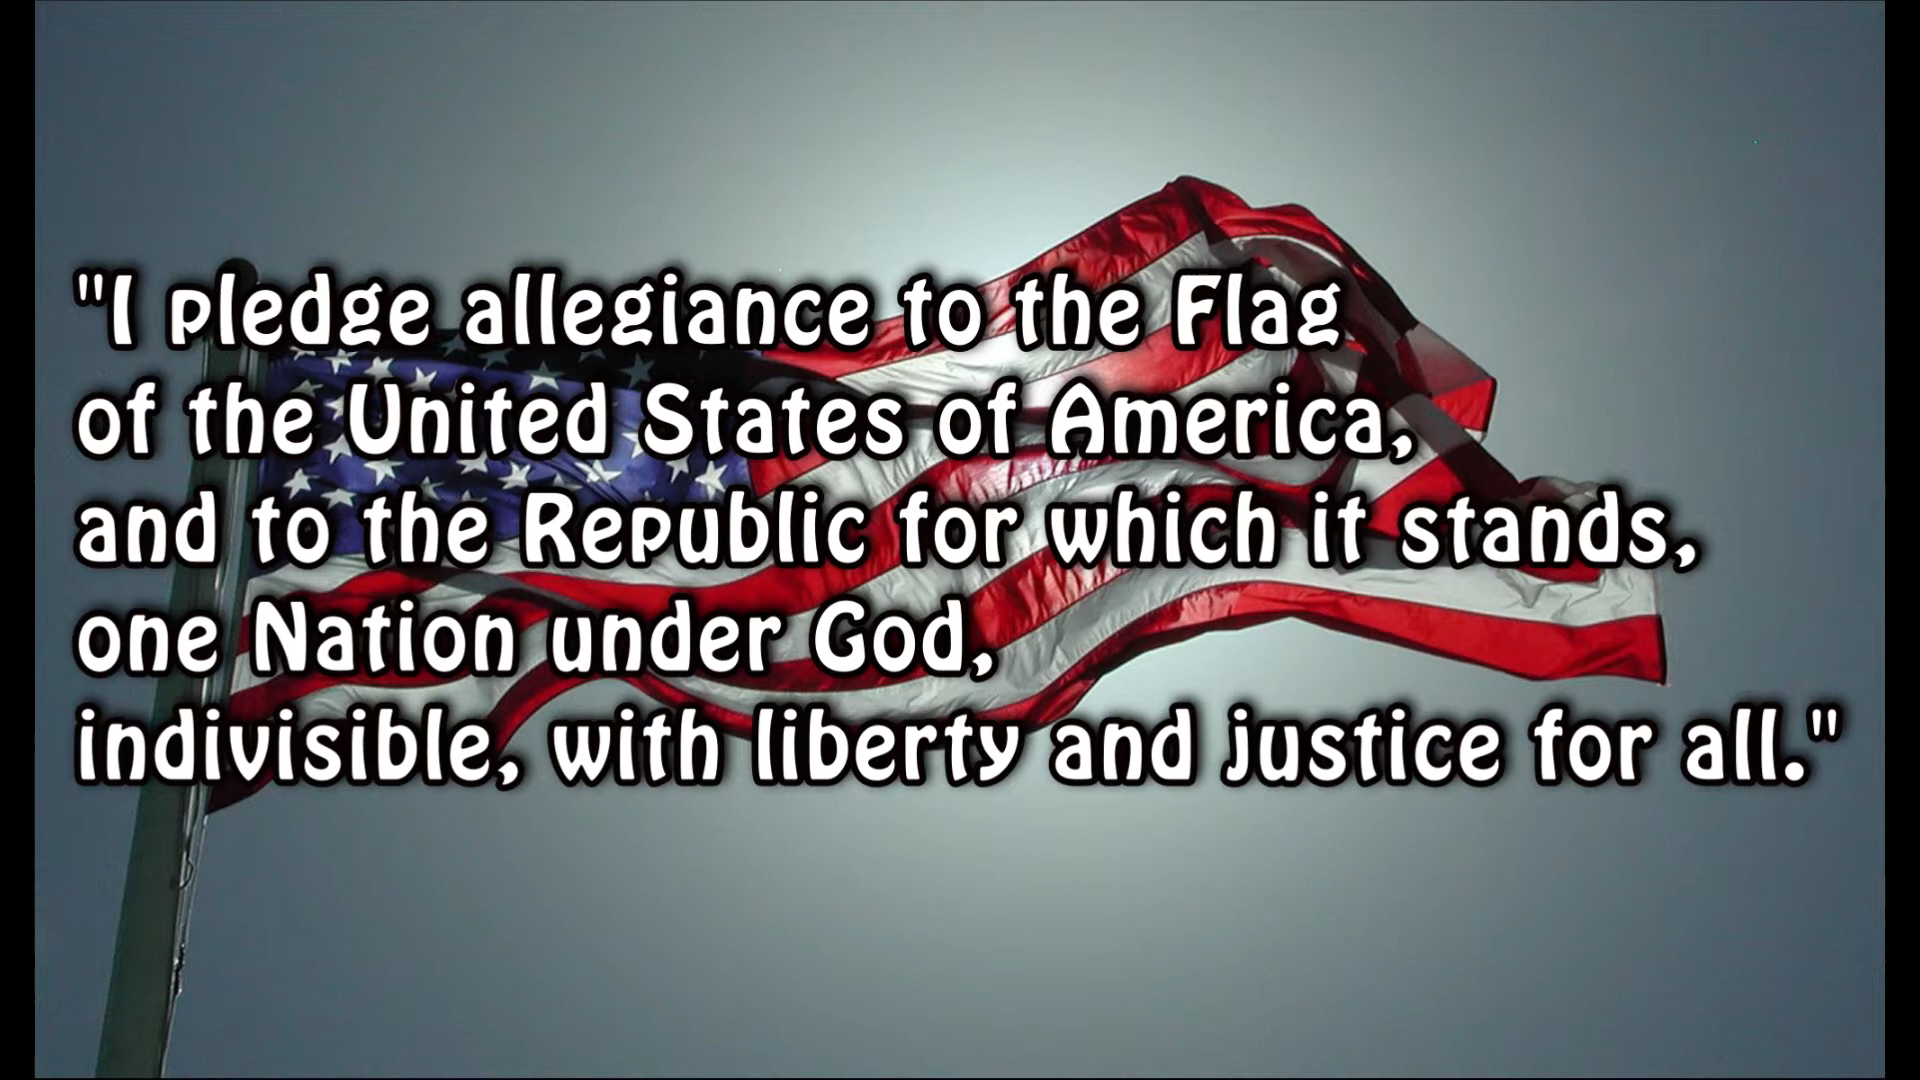 "I pledge allegiance to the Flag
of the United States of America,
and to the Republic for which it stands,
one Nation under God,
indivisible, with liberty and justice for all."